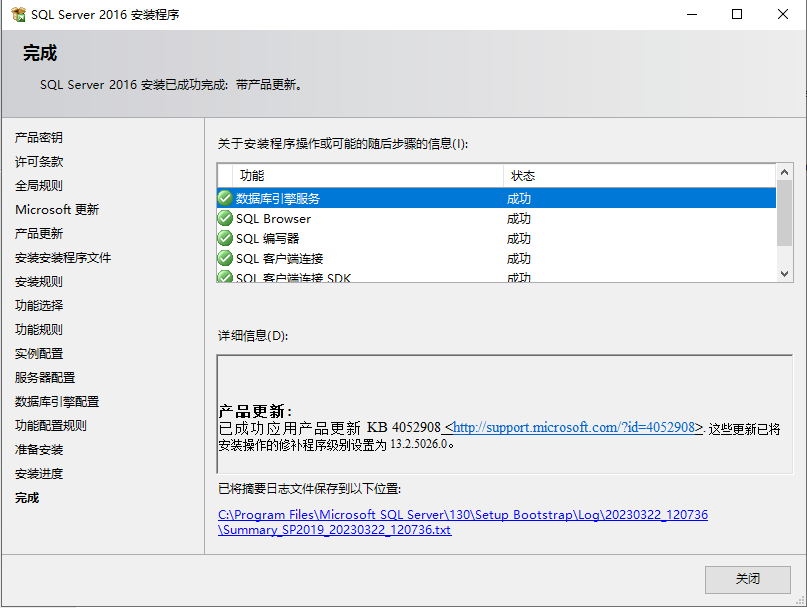 SQL Server 2016 安装程序
完成
SQL Server 2016 安装已成功完成: 带产品更新。
产品密钥
许可条款
全局规则
Microsoft 更新
产品更新
安装安装程序文件
安装规则
功能选择
功能规则
实例配置
服务器配置
数据库引擎配置
功能配置规则
准备安装
安装进度
完成
关于安装程序操作或可能的随后步骤的信息(I):
功能 状态
数据库引擎服务 成功
SQL Browser 成功
SQL 编写器 成功
SQL 客户端连接 成功
SQL 客户端连接 SDK 成功
详细信息(D):
产品更新:
已成功应用产品更新 KB 4052908 <http://support.microsoft.com/?id=4052908>. 这些更新已将
安装操作的修补程序级别设置为 13.2.5026.0。
已将摘要日志文件保存到以下位置:
C:\Program Files\Microsoft SQL Server\130\Setup Bootstrap\Log\20230322_120736
\Summary_SP2019_20230322_120736.txt
关闭